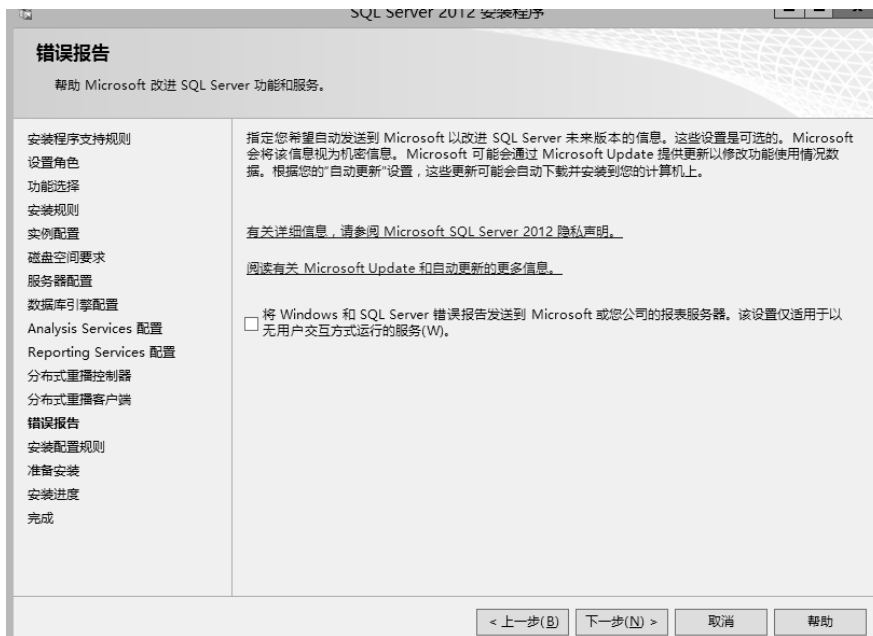 SQL Server 2012 安装程序
错误报告
帮助 Microsoft 改进 SQL Server 功能和服务。
安装程序支持规则
设置角色
功能选择
安装规则
实例配置
磁盘空间要求
服务器配置
数据库引擎配置
Analysis Services 配置
Reporting Services 配置
分布式重播控制器
分布式重播客户端
错误报告
安装配置规则
准备安装
安装进度
完成
指定您希望自动发送到 Microsoft 以改进 SQL Server 未来版本的信息。这些设置是可选的。Microsoft
会将该信息视为机密信息。Microsoft 可能会通过 Microsoft Update 提供更新以修改功能使用情况数
据。根据您的"自动更新"设置，这些更新可能会自动下载并安装到您的计算机上。
有关详细信息，请参阅 Microsoft SQL Server 2012 隐私声明。
阅读有关 Microsoft Update 和自动更新的更多信息。
将 Windows 和 SQL Server 错误报告发送到 Microsoft 或您公司的报表服务器。该设置仅适用于以
无用户交互方式运行的服务(W)。
< 上一步(B)
下一步(N) >
取消
帮助